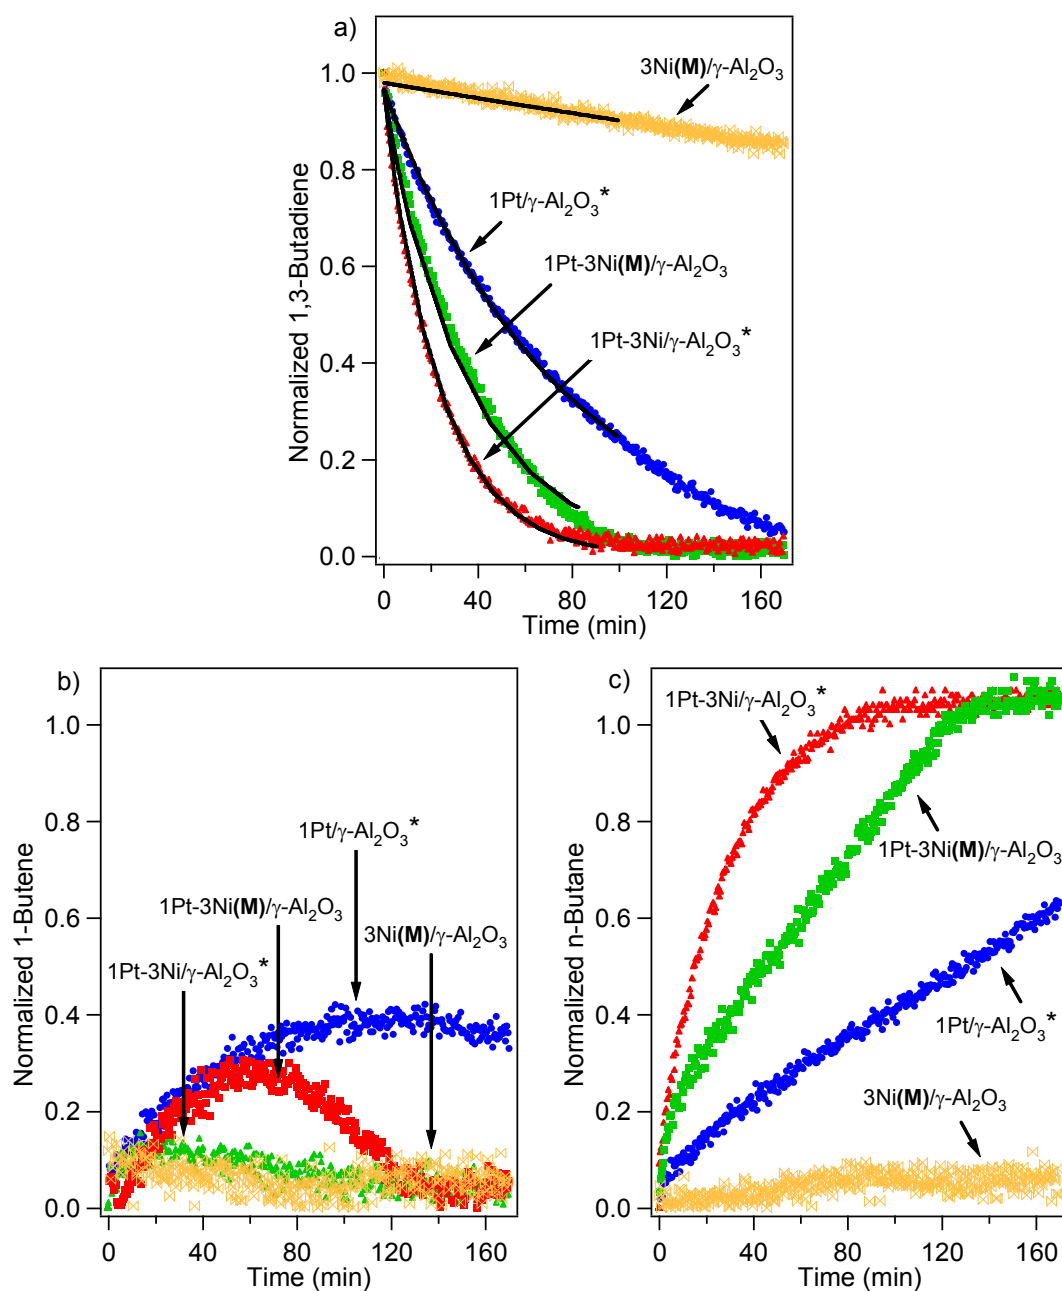 a)
1.0
0.8
0.6
0.4
0.2
0.0
Normalized 1,3-Butadiene
3Ni(M)/γ-Al₂O₃
1Pt/γ-Al₂O₃*
1Pt-3Ni(M)/γ-Al₂O₃
1Pt-3Ni/γ-Al₂O₃*
0 40 80 120 160
Time (min)
b)
1.0
0.8
0.6
0.4
0.2
0.0
Normalized 1-Butene
1Pt/γ-Al₂O₃*
1Pt-3Ni(M)/γ-Al₂O₃
3Ni(M)/γ-Al₂O₃
1Pt-3Ni/γ-Al₂O₃*
0 40 80 120 160
Time (min)
c)
1.0
0.8
0.6
0.4
0.2
0.0
Normalized n-Butane
1Pt-3Ni/γ-Al₂O₃*
1Pt-3Ni(M)/γ-Al₂O₃
1Pt/γ-Al₂O₃*
3Ni(M)/γ-Al₂O₃
0 40 80 120 160
Time (min)